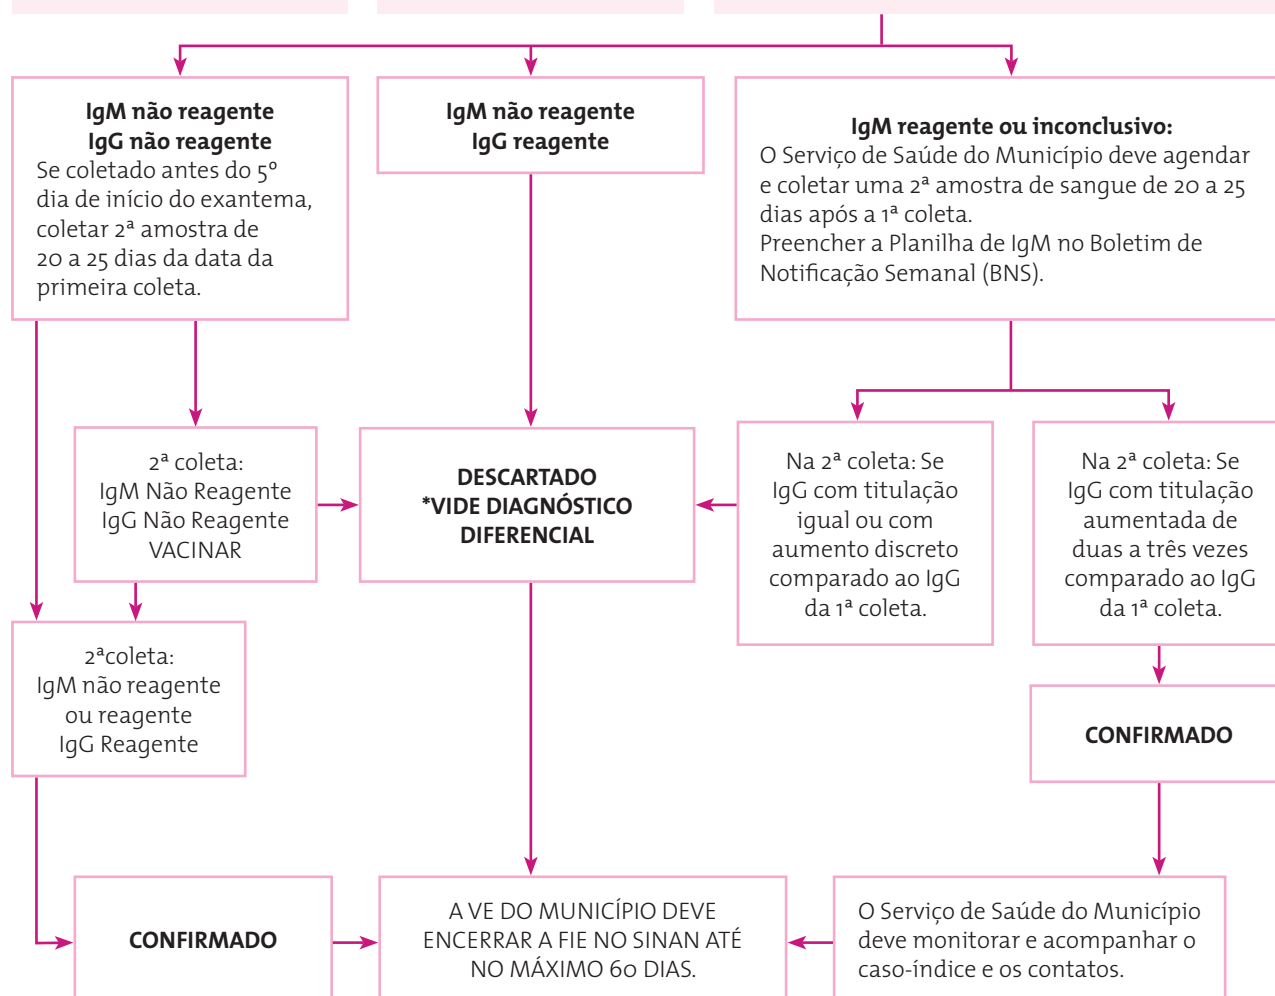 IgM não reagente
IgG não reagente
Se coletado antes do 5º
dia de início do exantema,
coletar 2ª amostra de
20 a 25 dias da data da
primeira coleta.
IgM não reagente
IgG reagente
IgM reagente ou inconclusivo:
O Serviço de Saúde do Município deve agendar
e coletar uma 2ª amostra de sangue de 20 a 25
dias após a 1ª coleta.
Preencher a Planilha de IgM no Boletim de
Notificação Semanal (BNS).
2ª coleta:
IgM Não Reagente
IgG Não Reagente
VACINAR
DESCARTADO
*VIDE DIAGNÓSTICO
DIFERENCIAL
Na 2ª coleta: Se
IgG com titulação
igual ou com
aumento discreto
comparado ao IgG
da 1ª coleta.
Na 2ª coleta: Se
IgG com titulação
aumentada de
duas a três vezes
comparado ao IgG
da 1ª coleta.
2ªcoleta:
IgM não reagente
ou reagente
IgG Reagente
CONFIRMADO
CONFIRMADO
A VE DO MUNICÍPIO DEVE
ENCERRAR A FIE NO SINAN ATÉ
NO MÁXIMO 60 DIAS.
O Serviço de Saúde do Município
deve monitorar e acompanhar o
caso-índice e os contatos.